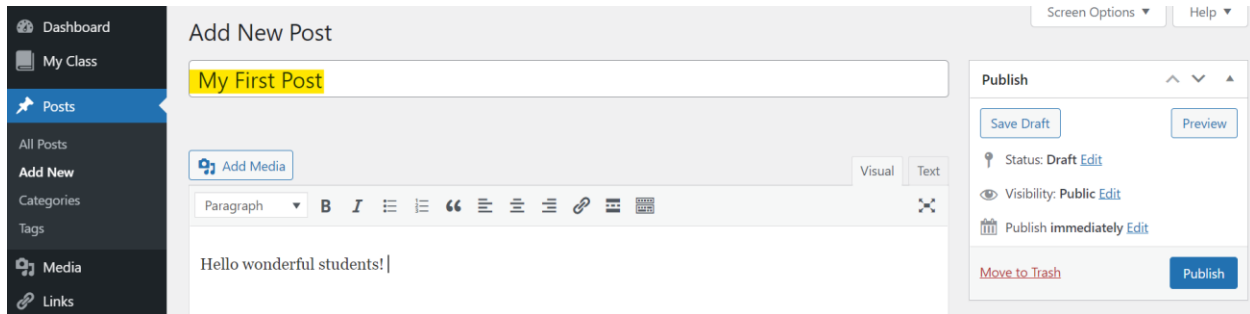 Dashboard
My Class
Posts
All Posts
Add New
Categories
Tags
Media
Links
Screen Options ▼
Help ▼
Add New Post
My First Post
Add Media
Visual
Text
Paragraph ▼ B I
Hello wonderful students!
Publish
Save Draft
Preview
Status: Draft Edit
Visibility: Public Edit
Publish immediately Edit
Move to Trash
Publish